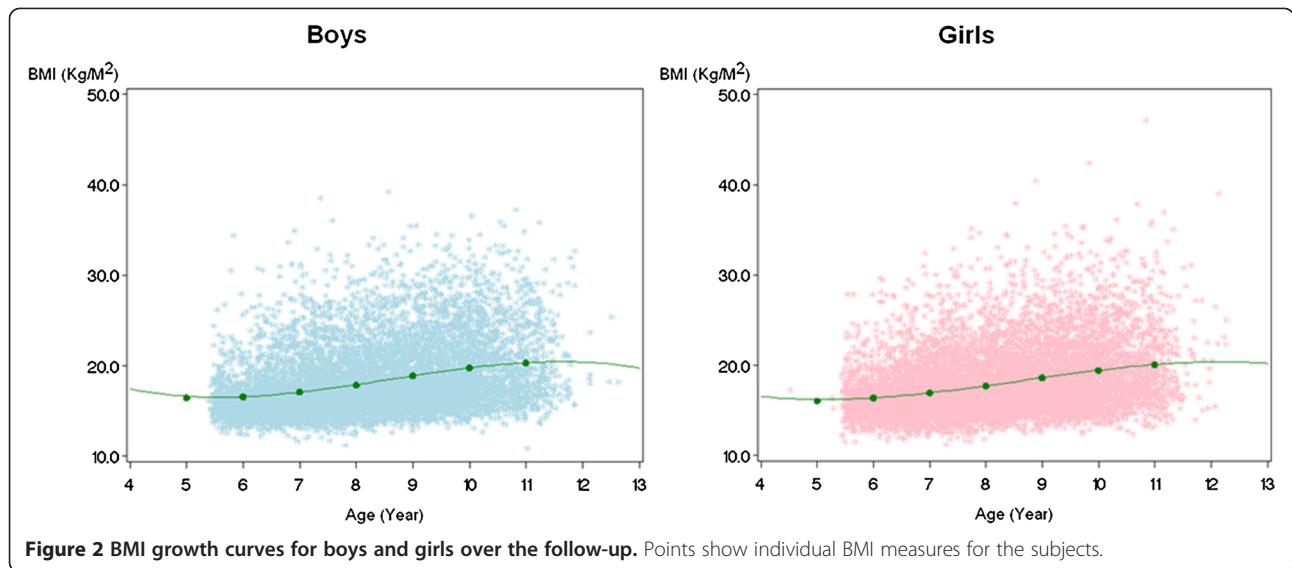 Boys
Girls
BMI (Kg/M²)
50.0
40.0
30.0
20.0
10.0
4 5 6 7 8 9 10 11 12 13
Age (Year)
BMI (Kg/M²)
50.0
40.0
30.0
20.0
10.0
4 5 6 7 8 9 10 11 12 13
Age (Year)
Figure 2 BMI growth curves for boys and girls over the follow-up. Points show individual BMI measures for the subjects.